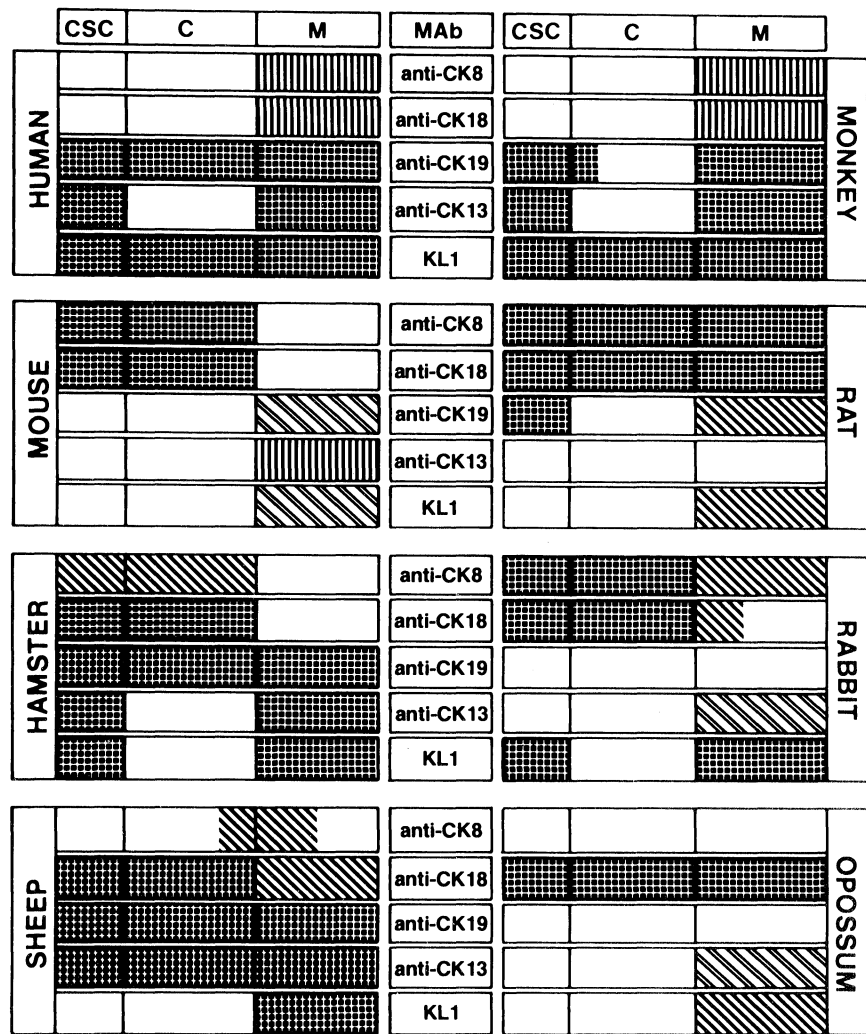 CSC C M MAb CSC C M
HUMAN
anti-CK8
anti-CK18
anti-CK19
anti-CK13
KL1
MONKEY
MOUSE
anti-CK8
anti-CK18
anti-CK19
anti-CK13
KL1
RAT
HAMSTER
anti-CK8
anti-CK18
anti-CK19
anti-CK13
KL1
RABBIT
SHEEP
anti-CK8
anti-CK18
anti-CK19
anti-CK13
KL1
OPOSSUM